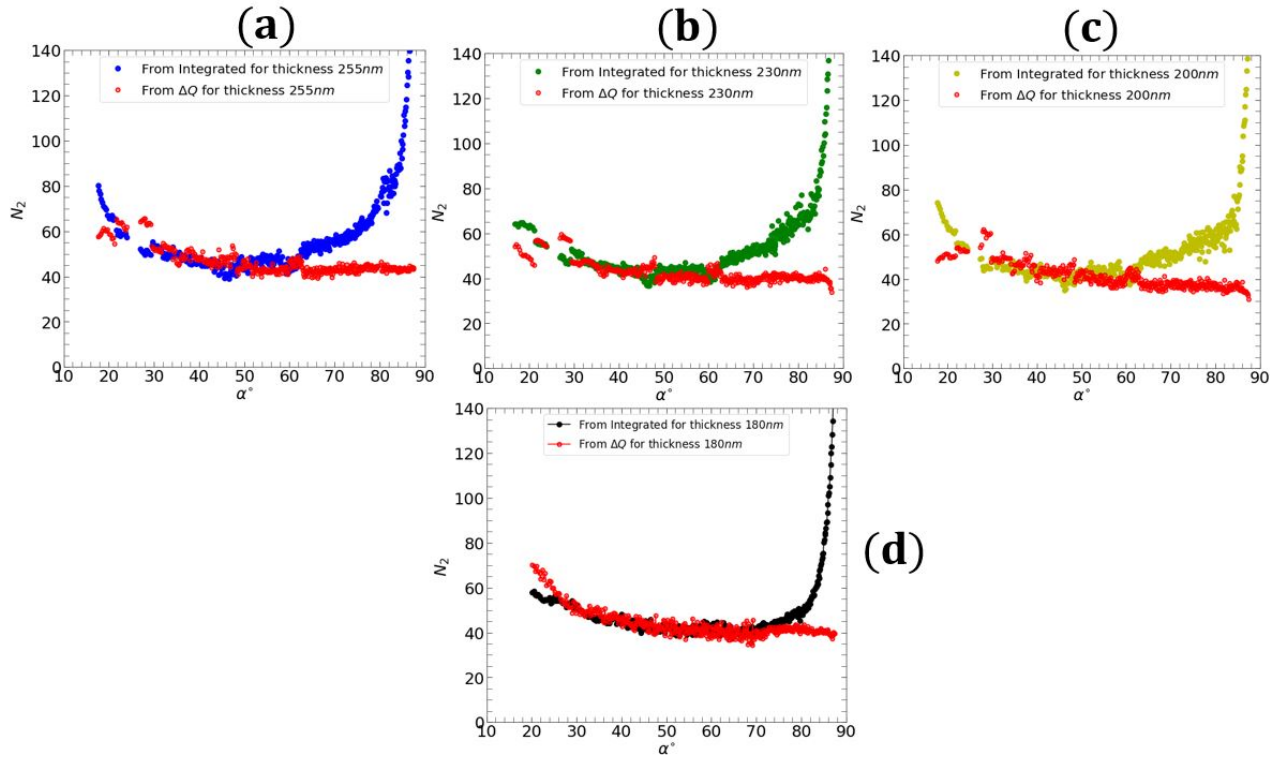 (a)
140
120
100
80
60
40
20
0
10 20 30 40 50 60 70 80 90
N₂
α°
From Integrated for thickness 255nm
From ΔQ for thickness 255nm
(b)
140
120
100
80
60
40
20
0
10 20 30 40 50 60 70 80 90
N₂
α°
From Integrated for thickness 230nm
From ΔQ for thickness 230nm
(c)
140
120
100
80
60
40
20
0
10 20 30 40 50 60 70 80 90
N₂
α°
From Integrated for thickness 200nm
From ΔQ for thickness 200nm
(d)
140
120
100
80
60
40
20
0
10 20 30 40 50 60 70 80 90
N₂
α°
From Integrated for thickness 180nm
From ΔQ for thickness 180nm